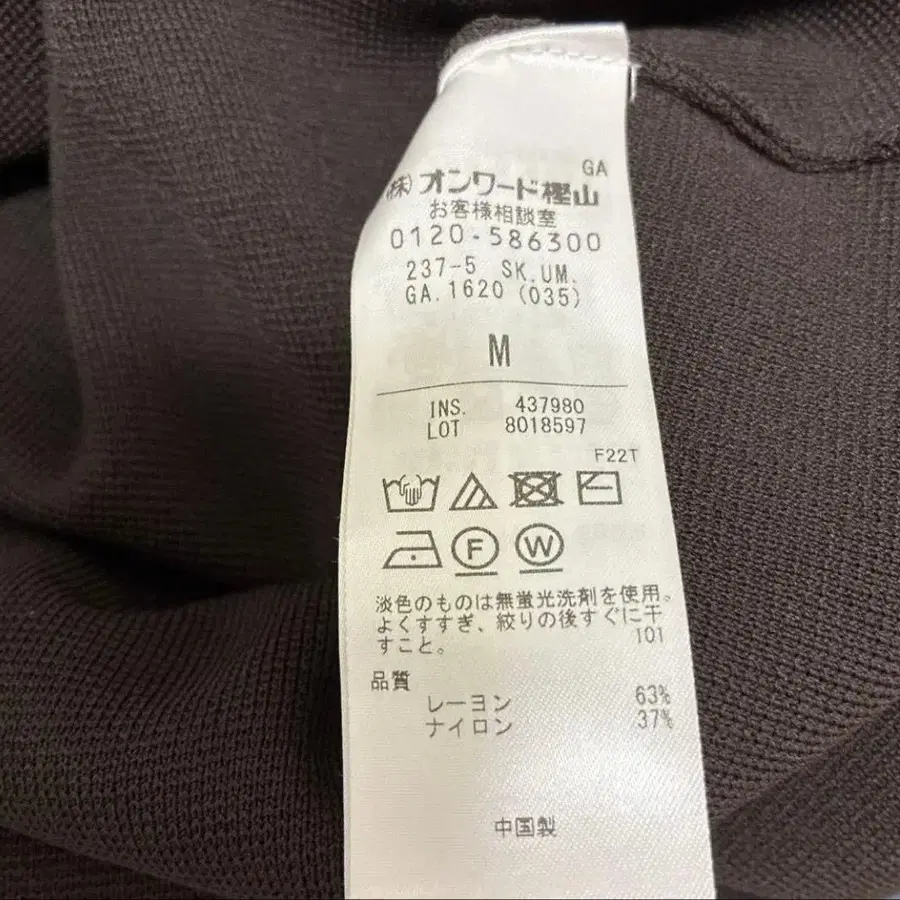 GA
(株)オンワード樫山
お客様相談室
0120-586300
237-5 SK.UM.
GA.1620 (035)
M
INS. 437980
LOT 8018597
F22T
F W
淡色のものは無蛍光洗剤を使用。
よくすすぎ、絞りの後すぐに干
すこと。 101
品質
レーヨン 63%
ナイロン 37%
中国製